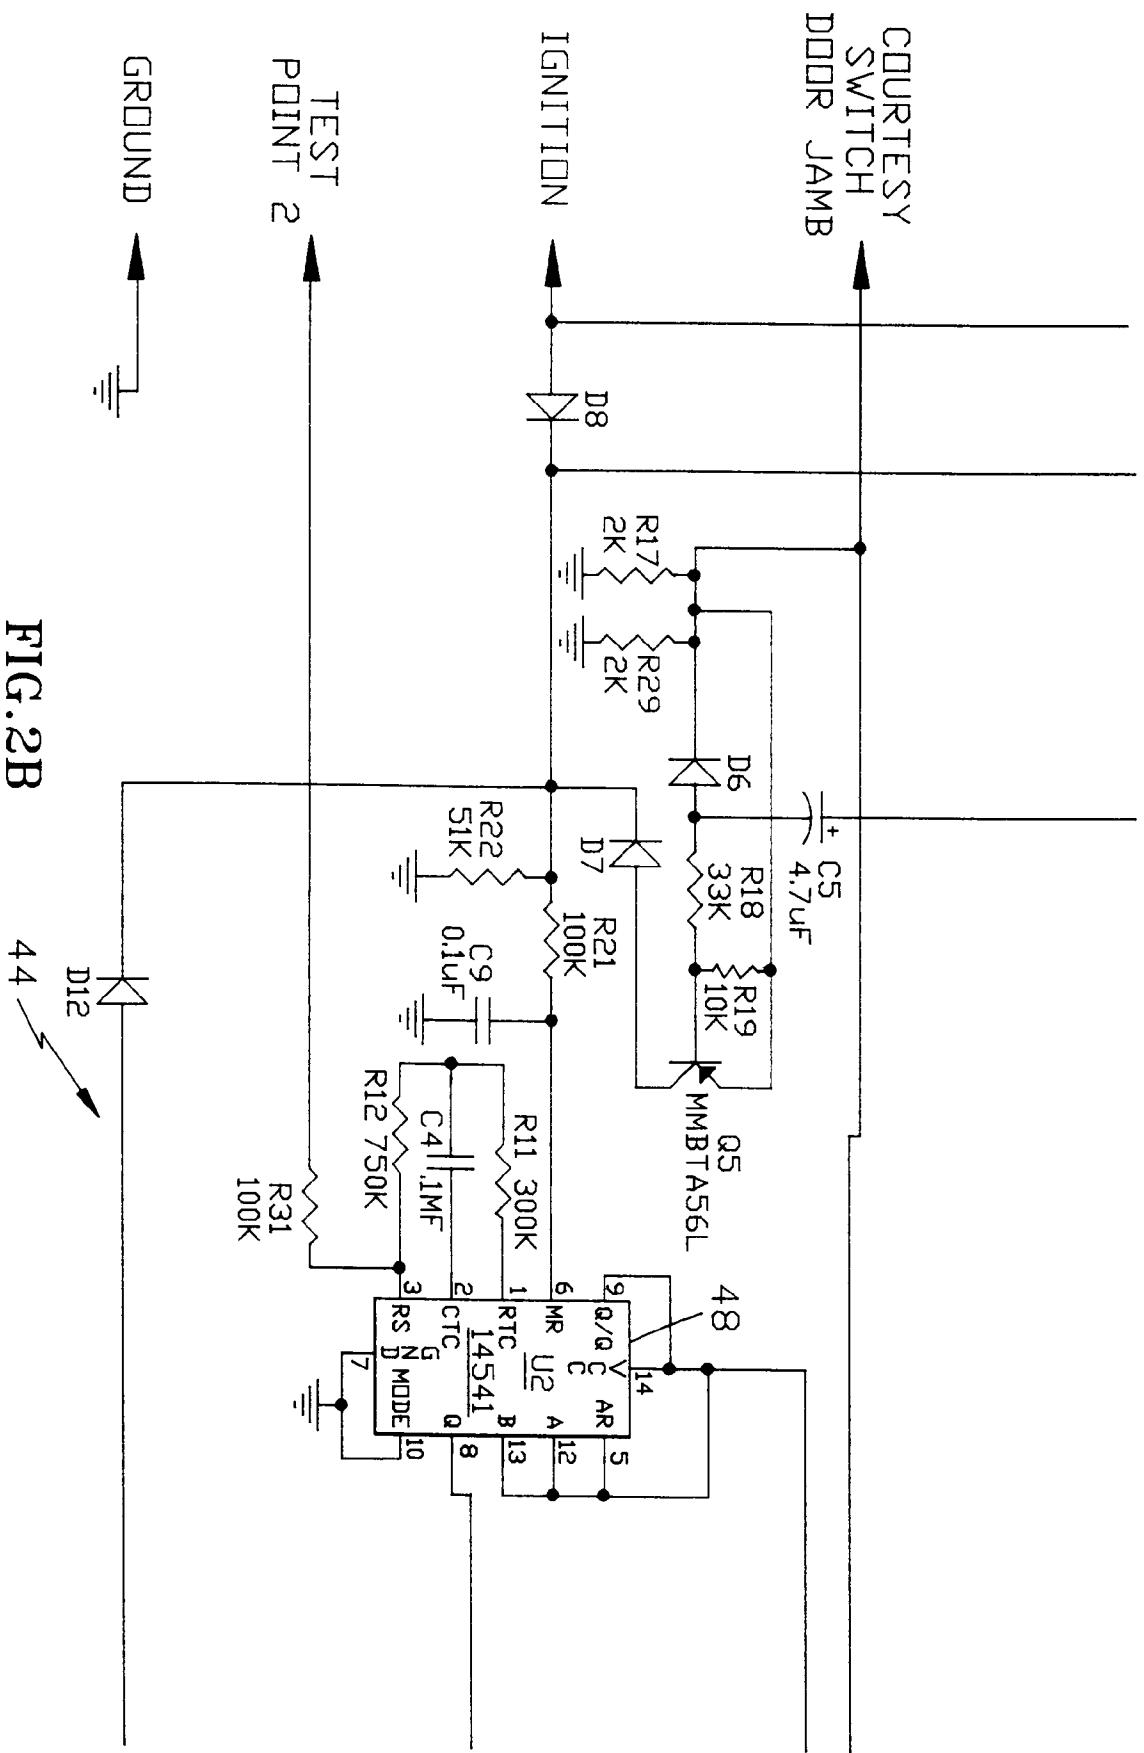 COURTESY
SWITCH
DOOR JAMB
IGNITION
TEST
POINT 2
GROUND
D8
R17
2K
R29
2K
D6
+
C5
4.7uF
R18
33K
R19
10K
Q5
MMBTA56L
D7
R22
51K
R21
100K
C9
0.1uF
R11 300K
C4 .1MF
R12 750K
R31
100K
D12
48
9
Q/Q
V
C
C
14
AR
5
6
MR
U2
A
12
1
RTC
14541
B
13
2
CTC
Q
8
3
RS
G
N
D
7
MODE
10
44
FIG.2B